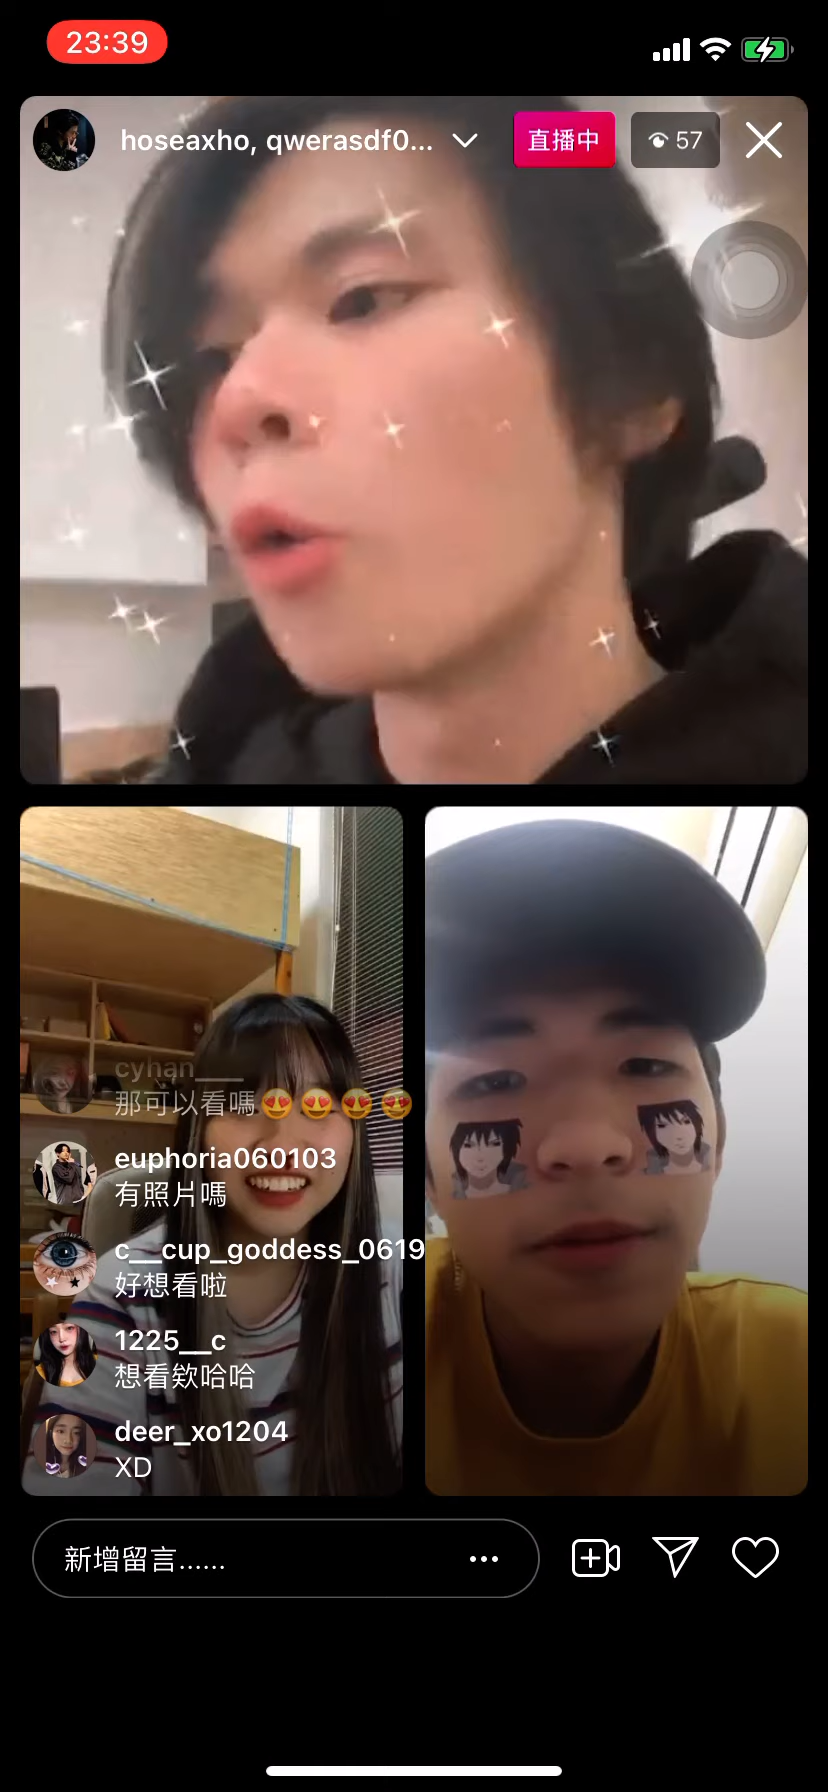 23:39
hoseaxho, qwerasdf0...
直播中
57
cyhan___
那可以看嗎😍😍😍😍
euphoria060103
有照片嗎
c__cup_goddess_0619
好想看啦
1225__c
想看欸哈哈
deer_xo1204
XD
新增留言......